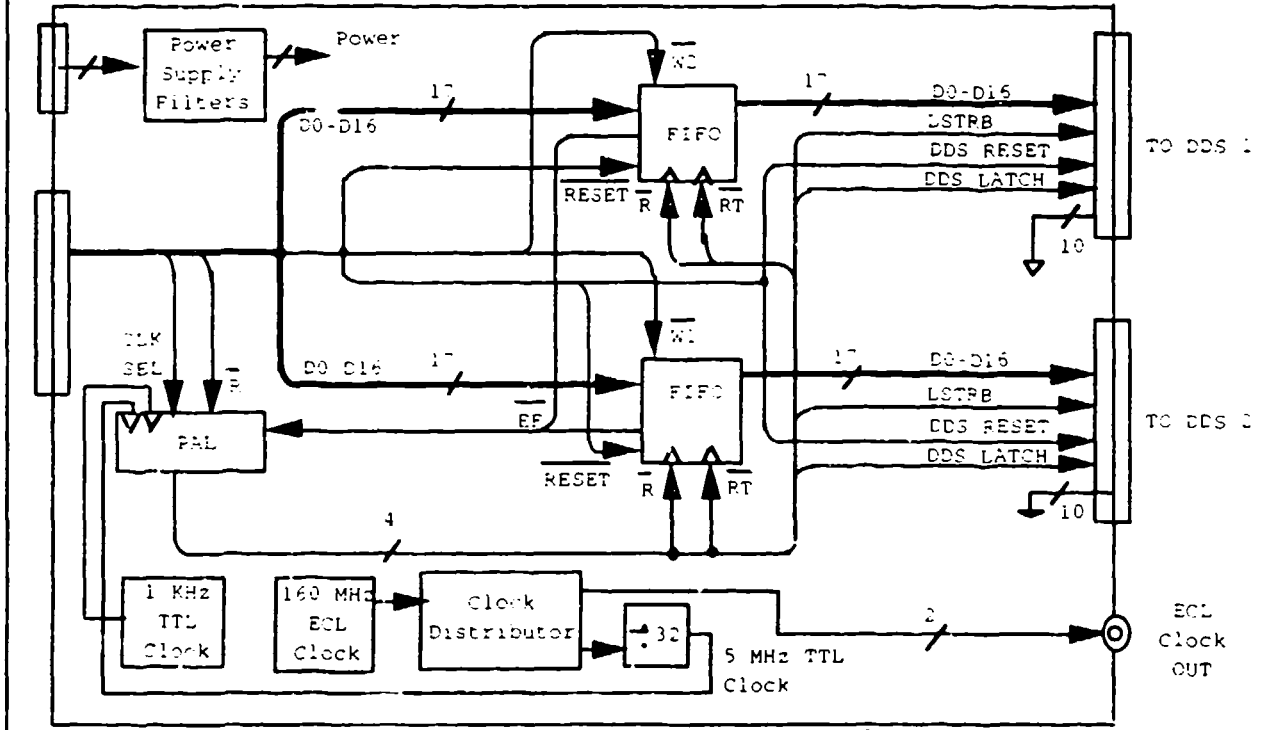 Power
Supply
Filters
Power
17
D0-D16
W2
FIFO
RESET
R
RT
17
D0-D16
LSTRB
DDS RESET
DDS LATCH
10
TO DDS 1
CLK
SEL
R
PAL
D0 D16
17
W1
FIFO
EF
RESET
R
RT
17
D0-D16
LSTRB
DDS RESET
DDS LATCH
10
TO DDS 2
4
1 KHz
TTL
Clock
160 MHz
ECL
Clock
Clock
Distributor
÷ 32
5 MHz TTL
Clock
2
ECL
Clock
OUT